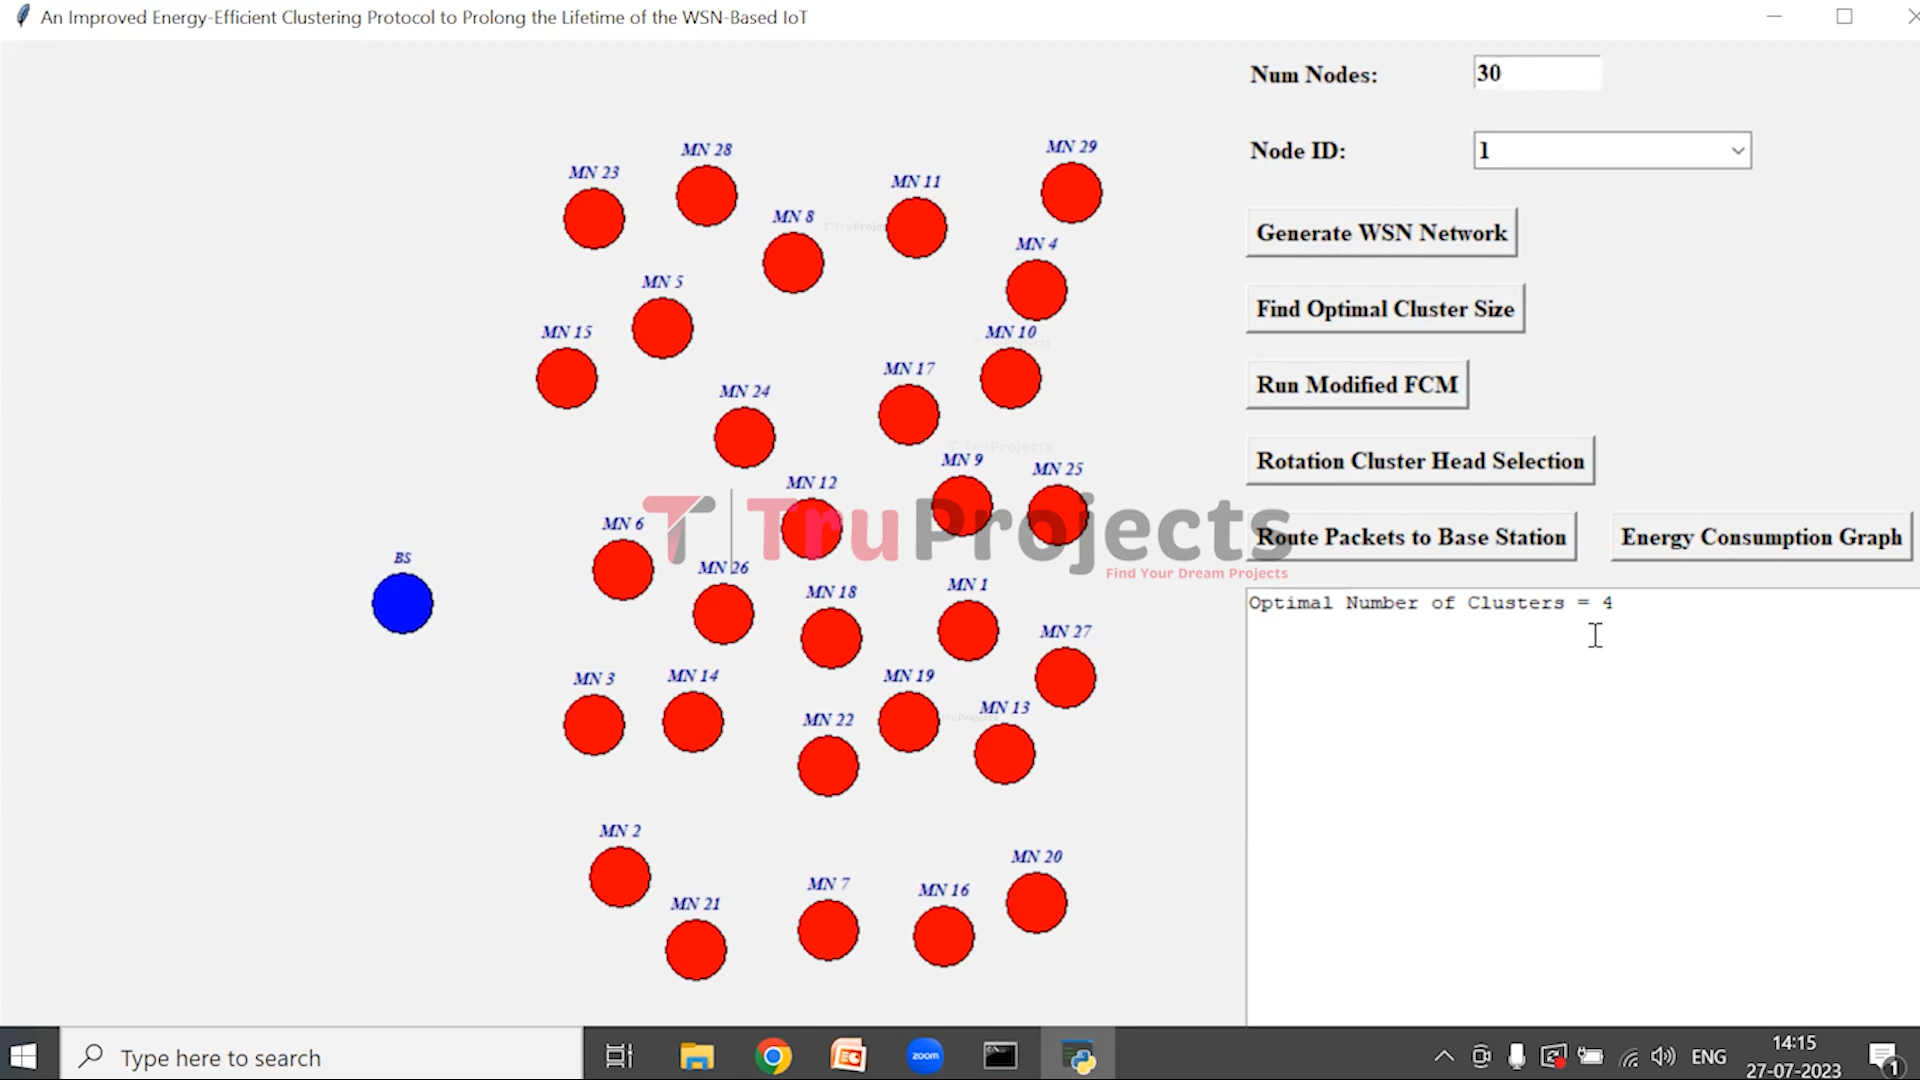 An Improved Energy-Efficient Clustering Protocol to Prolong the Lifetime of the WSN-Based IoT
Num Nodes: 30
Node ID: 1
Generate WSN Network
Find Optimal Cluster Size
Run Modified FCM
Rotation Cluster Head Selection
Route Packets to Base Station
Energy Consumption Graph
Optimal Number of Clusters = 4
MN 29
MN 28
MN 23
MN 11
MN 8
MN 4
MN 5
MN 15
MN 10
MN 17
MN 24
MN 9
MN 25
MN 12
MN 6
BS
MN 26
MN 1
MN 18
MN 27
MN 14
MN 19
MN 3
MN 13
MN 22
MN 2
MN 20
MN 7
MN 16
MN 21
TruProjects
Find Your Dream Projects
TruProjects
TruProjects
TruProjects
Type here to search
zoom
ENG
14:15
27-07-2023
1